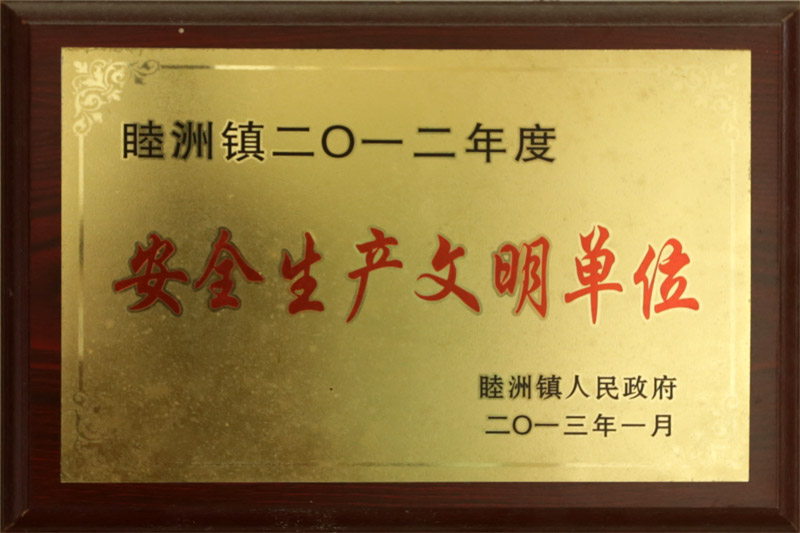 睦洲镇二〇一二年度
安全生产文明单位
睦洲镇人民政府
二〇一三年一月